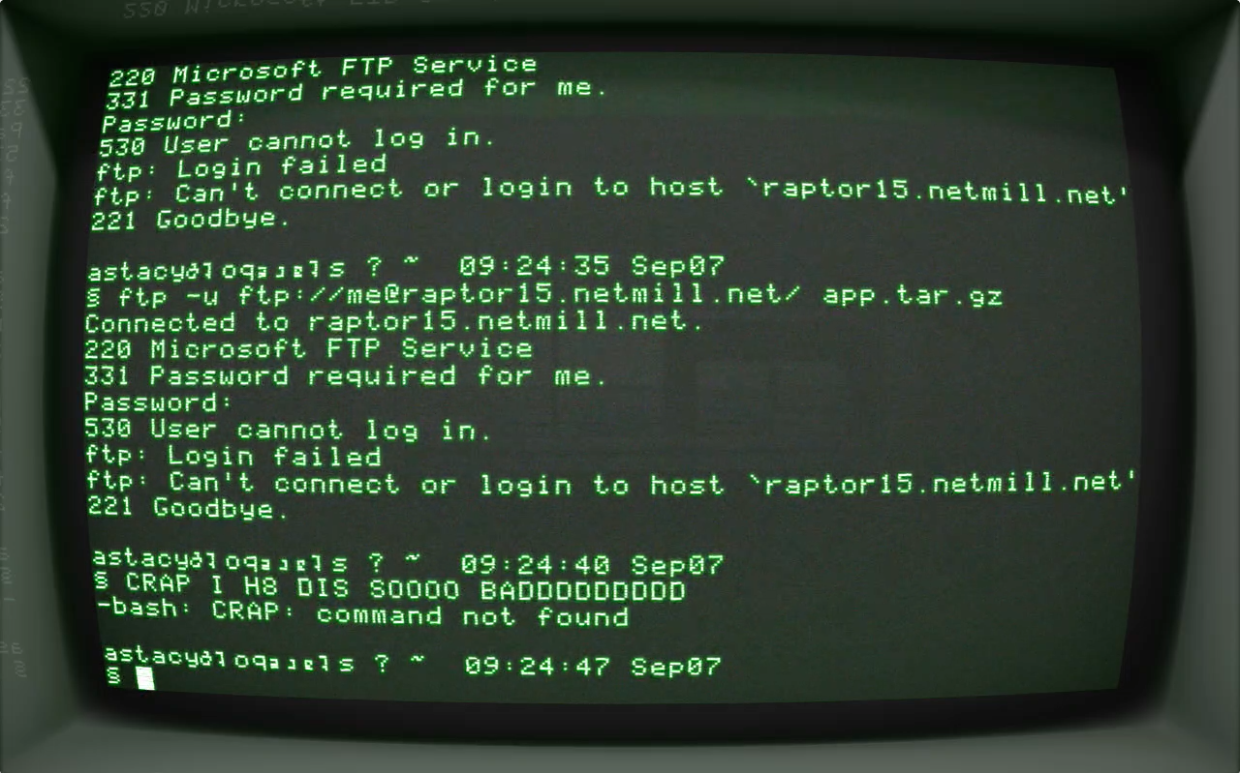 220 Microsoft FTP Service
331 Password required for me.
Password:
530 User cannot log in.
ftp: Login failed
ftp: Can't connect or login to host `raptor15.netmill.net'
221 Goodbye.
? ~ 09:24:35 Sep07
§ ftp -u ftp://me@raptor15.netmill.net/ app.tar.gz
Connected to raptor15.netmill.net.
220 Microsoft FTP Service
331 Password required for me.
Password:
530 User cannot log in.
ftp: Login failed
ftp: Can't connect or login to host `raptor15.netmill.net'
221 Goodbye.
? ~ 09:24:40 Sep07
§ CRAP I H8 DIS SOOOO BADDDDDDDDDD
-bash: CRAP: command not found
? ~ 09:24:47 Sep07
§